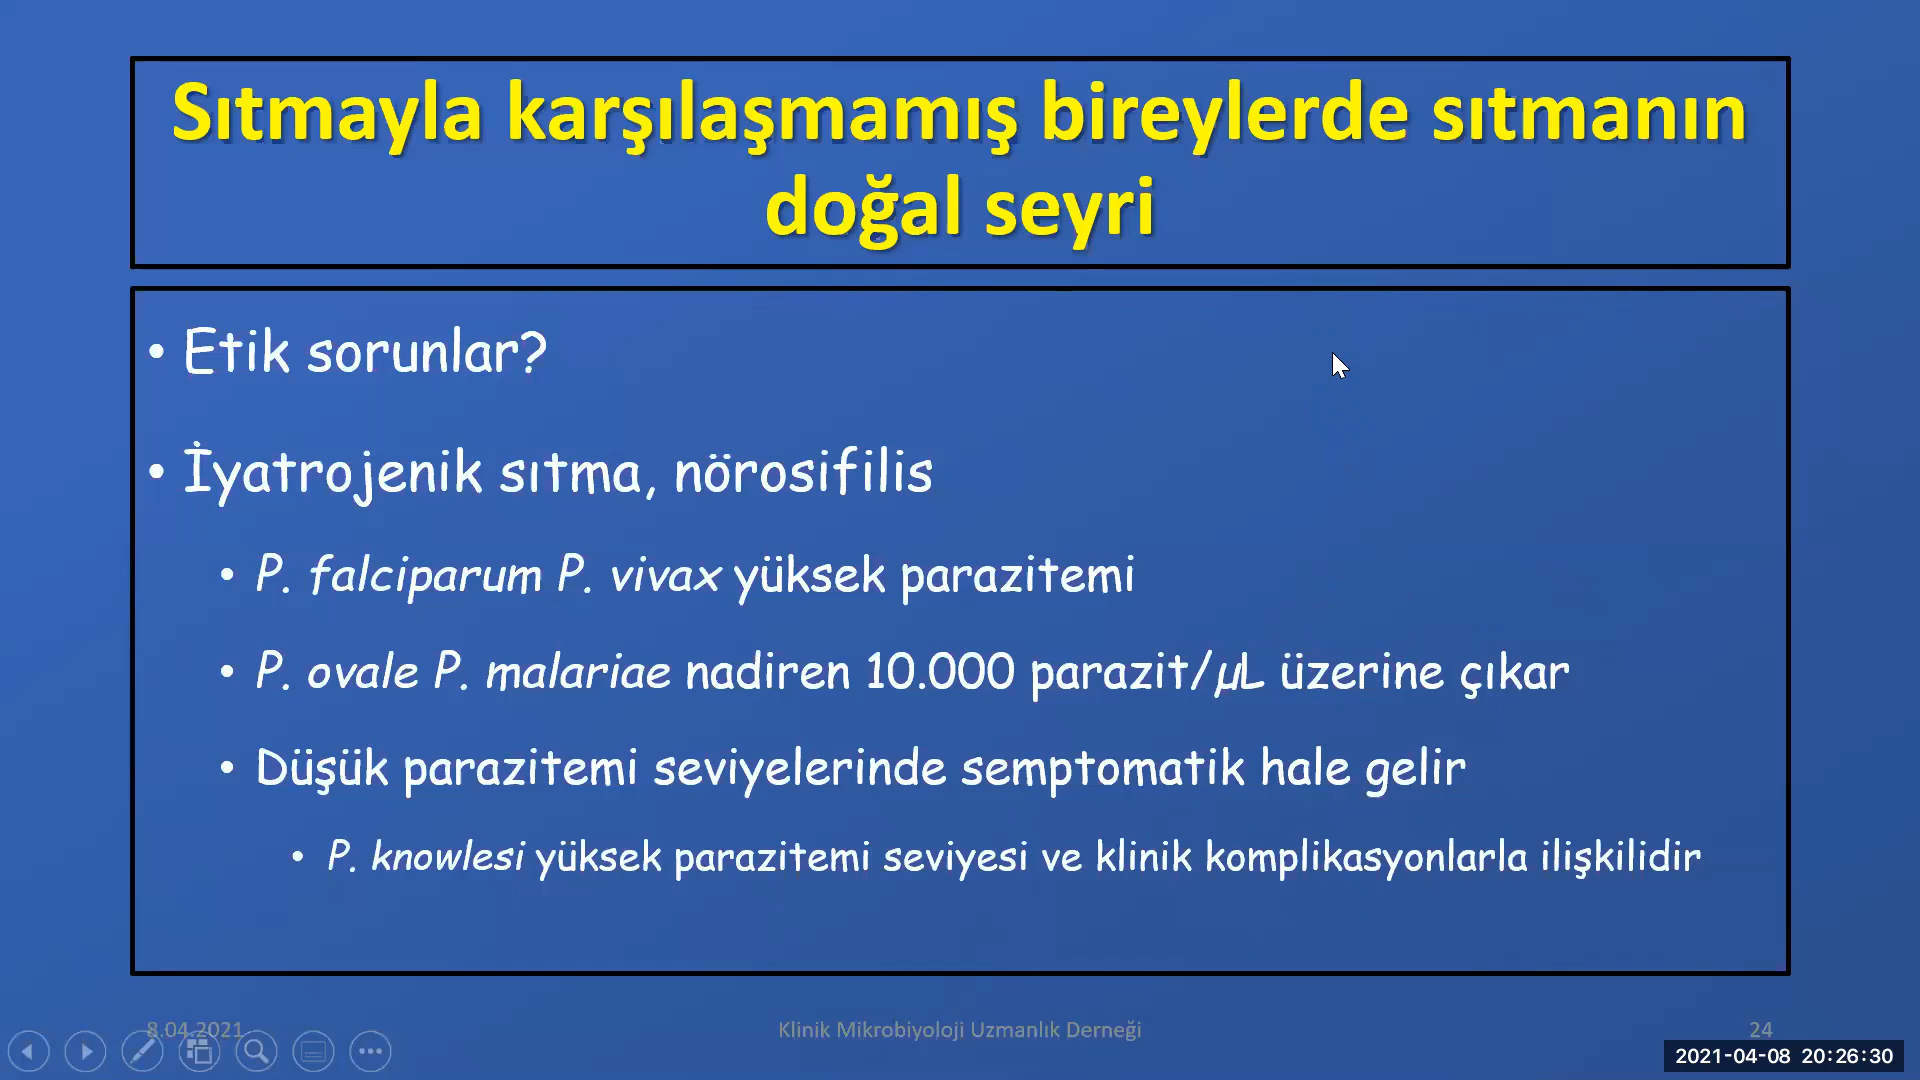 Sıtmayla karşılaşmamış bireylerde sıtmanın
doğal seyri
• Etik sorunlar?
• İyatrojenik sıtma, nörosifilis
• P. falciparum P. vivax yüksek parazitemi
• P. ovale P. malariae nadiren 10.000 parazit/µL üzerine çıkar
• Düşük parazitemi seviyelerinde semptomatik hale gelir
• P. knowlesi yüksek parazitemi seviyesi ve klinik komplikasyonlarla ilişkilidir
8.04.2021
Klinik Mikrobiyoloji Uzmanlık Derneği
24
2021-04-08 20:26:30